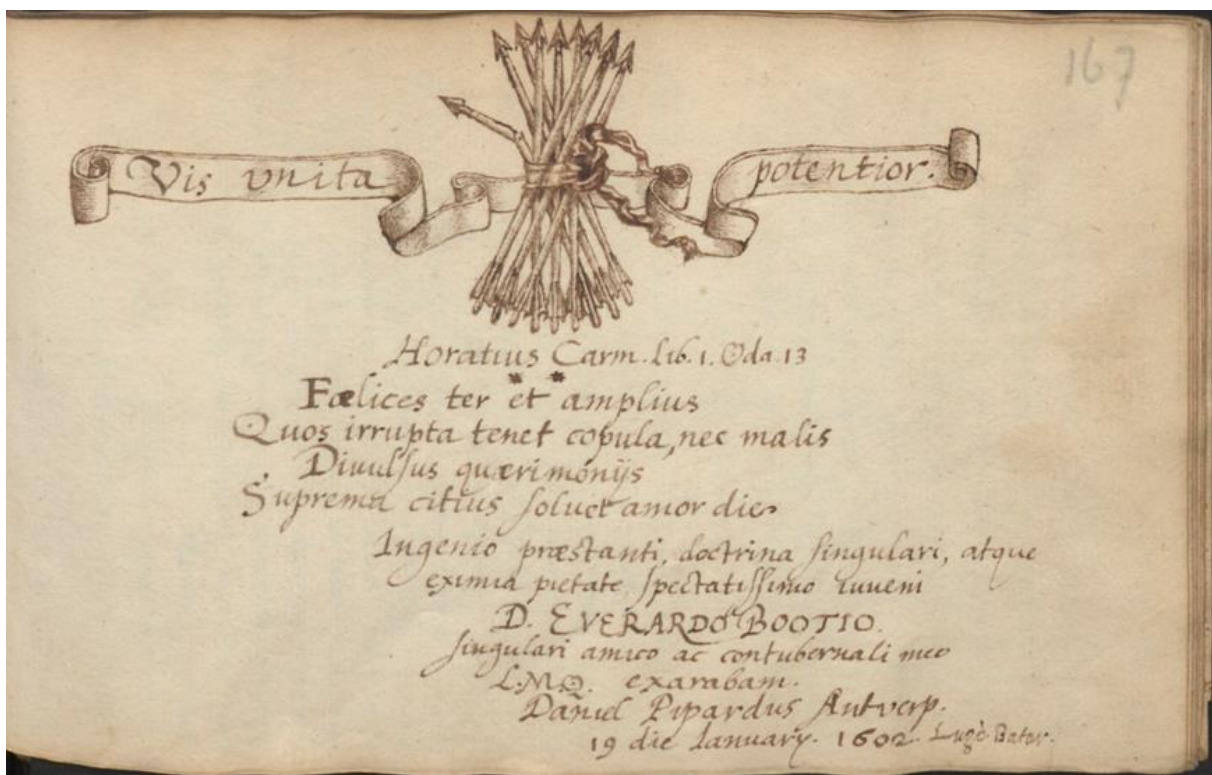 167
Vis vnita potentior.
Horatius Carm. Lib. 1. Oda. 13
Fælices ter et amplius
Quos irrupta tenet copula, nec malis
Diuulsus quærimonijs
Suprema citius soluet amor die
Ingenio præstanti, doctrina singulari, atque
eximia pietate spectatissimo iuueni
D. EVERARDO BOOTIO.
singulari amico ac contubernali meo
L.M.Q. exarabam.
Daniel Pipardus Antverp.
19 die Ianuary. 1602. Lugd. Batav.